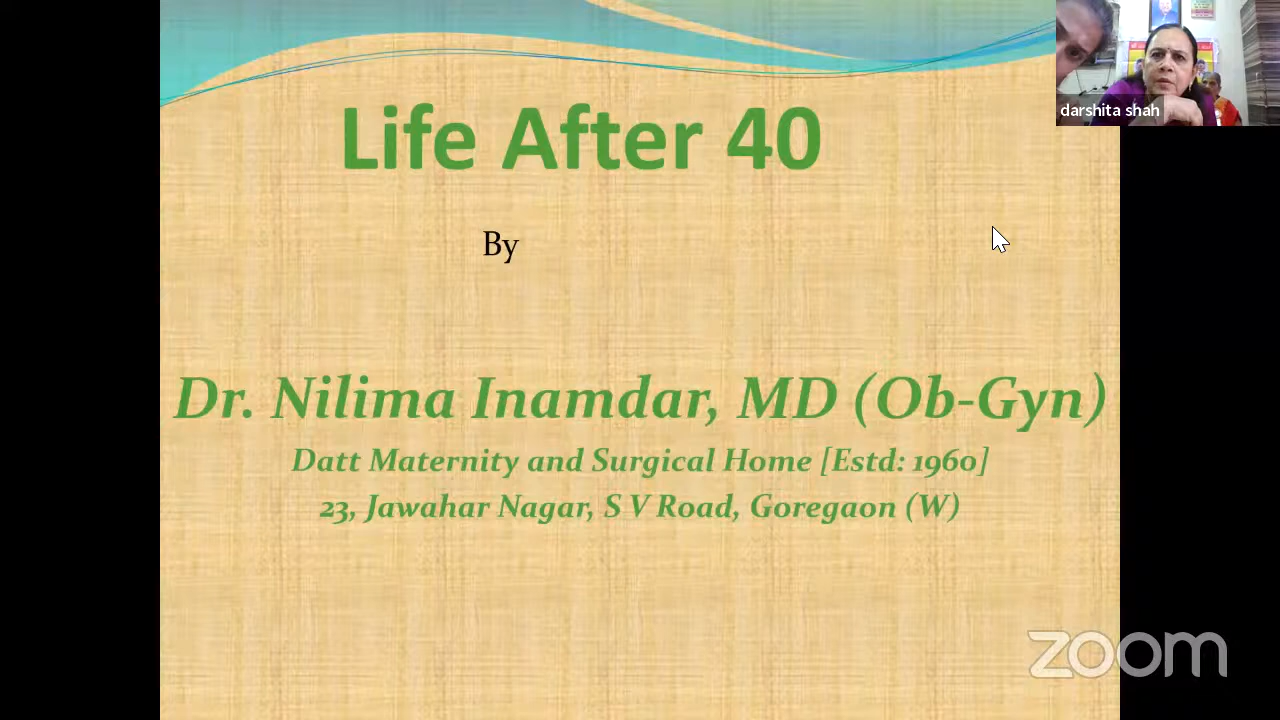 darshita shah
Life After 40
By
Dr. Nilima Inamdar, MD (Ob-Gyn)
Datt Maternity and Surgical Home [Estd: 1960]
23, Jawahar Nagar, S V Road, Goregaon (W)
zoom